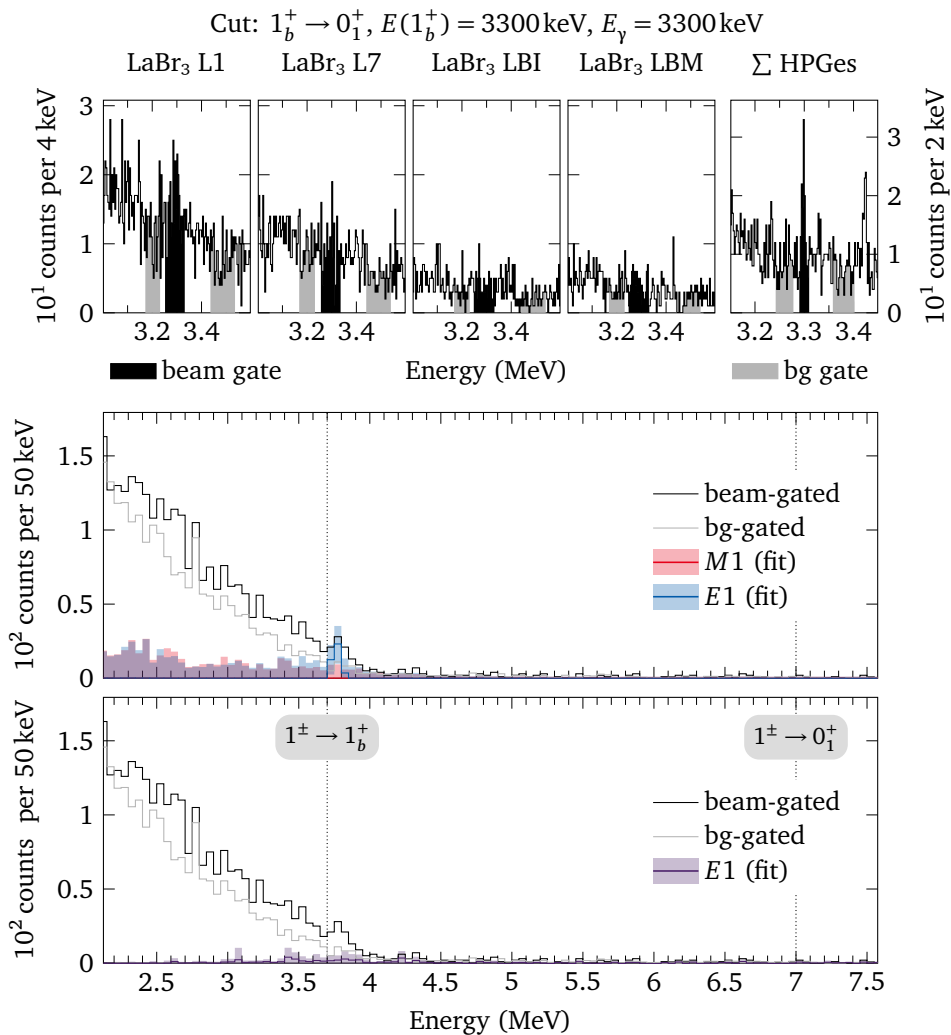 Cut: 1_b^+ → 0_1^+, E(1_b^+) = 3300 keV, E_γ = 3300 keV
LaBr₃ L1 LaBr₃ L7 LaBr₃ LBI LaBr₃ LBM ∑ HPGes
10¹ counts per 4 keV
3
2
1
0
3.2 3.4 3.2 3.4 3.2 3.4 3.2 3.4 3.2 3.4
3
2
1
0
10¹ counts per 2 keV
beam gate Energy (MeV) bg gate
10² counts per 50 keV
1.5
1
0.5
0
beam-gated
bg-gated
M1 (fit)
E1 (fit)
10² counts per 50 keV
1.5
1
0.5
0
1^± → 1_b^+ 1^± → 0_1^+
beam-gated
bg-gated
E1 (fit)
2.5 3 3.5 4 4.5 5 5.5 6 6.5 7 7.5
Energy (MeV)